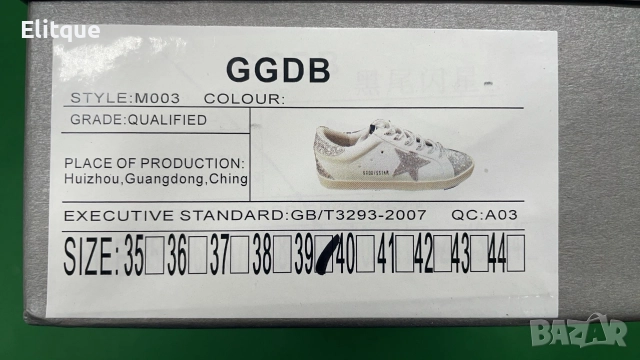 Elitque
GGDB
STYLE:M003 COLOUR:
GRADE:QUALIFIED
PLACE OF PRODUCTION:
Huizhou,Guangdong,Ching
EXECUTIVE STANDARD:GB/T3293-2007 QC:A03
SIZE:35□36□37□38□39□40□41□42□43□44□
BAZAR